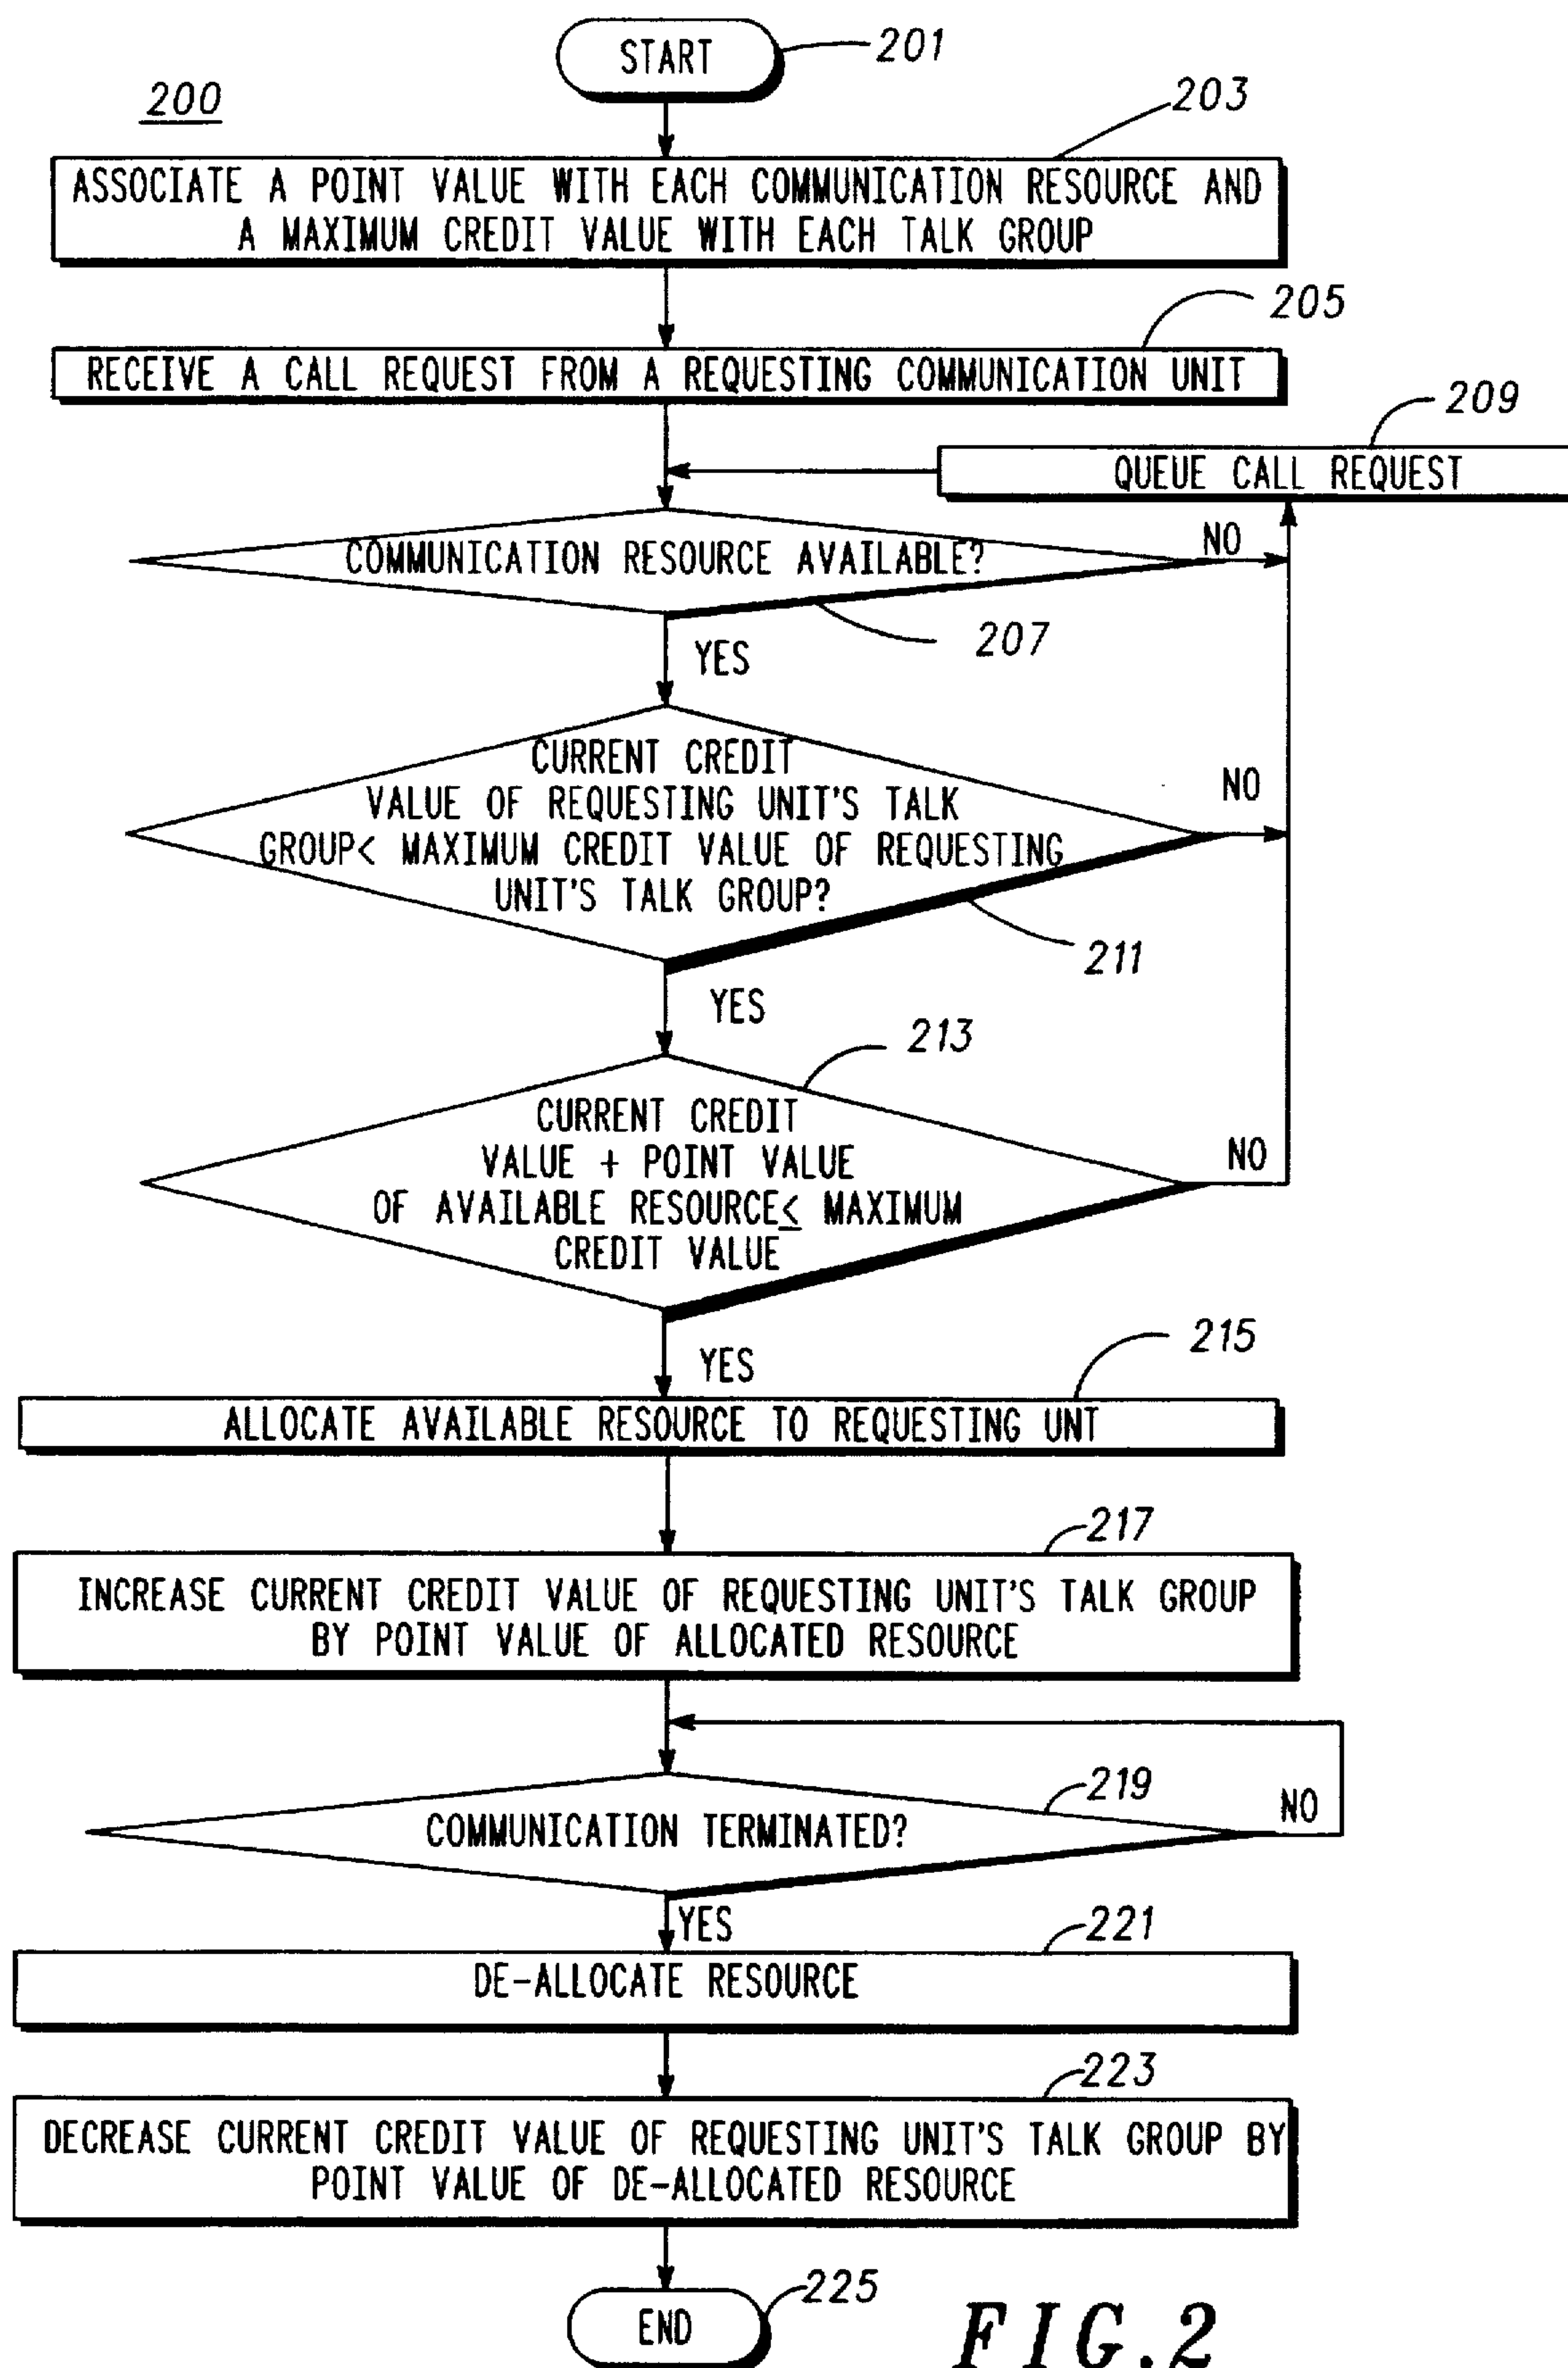 START
201
200
203
ASSOCIATE A POINT VALUE WITH EACH COMMUNICATION RESOURCE AND
A MAXIMUM CREDIT VALUE WITH EACH TALK GROUP
205
RECEIVE A CALL REQUEST FROM A REQUESTING COMMUNICATION UNIT
209
QUEUE CALL REQUEST
COMMUNICATION RESOURCE AVAILABLE?
NO
207
YES
CURRENT CREDIT
VALUE OF REQUESTING UNIT'S TALK
GROUP< MAXIMUM CREDIT VALUE OF REQUESTING
UNIT'S TALK GROUP?
NO
211
YES
213
CURRENT CREDIT
VALUE + POINT VALUE
OF AVAILABLE RESOURCE≤ MAXIMUM
CREDIT VALUE
NO
YES
215
ALLOCATE AVAILABLE RESOURCE TO REQUESTING UNT
217
INCREASE CURRENT CREDIT VALUE OF REQUESTING UNIT'S TALK GROUP
BY POINT VALUE OF ALLOCATED RESOURCE
219
COMMUNICATION TERMINATED?
NO
YES
221
DE-ALLOCATE RESOURCE
223
DECREASE CURRENT CREDIT VALUE OF REQUESTING UNIT'S TALK GROUP BY
POINT VALUE OF DE-ALLOCATED RESOURCE
225
END
FIG.2